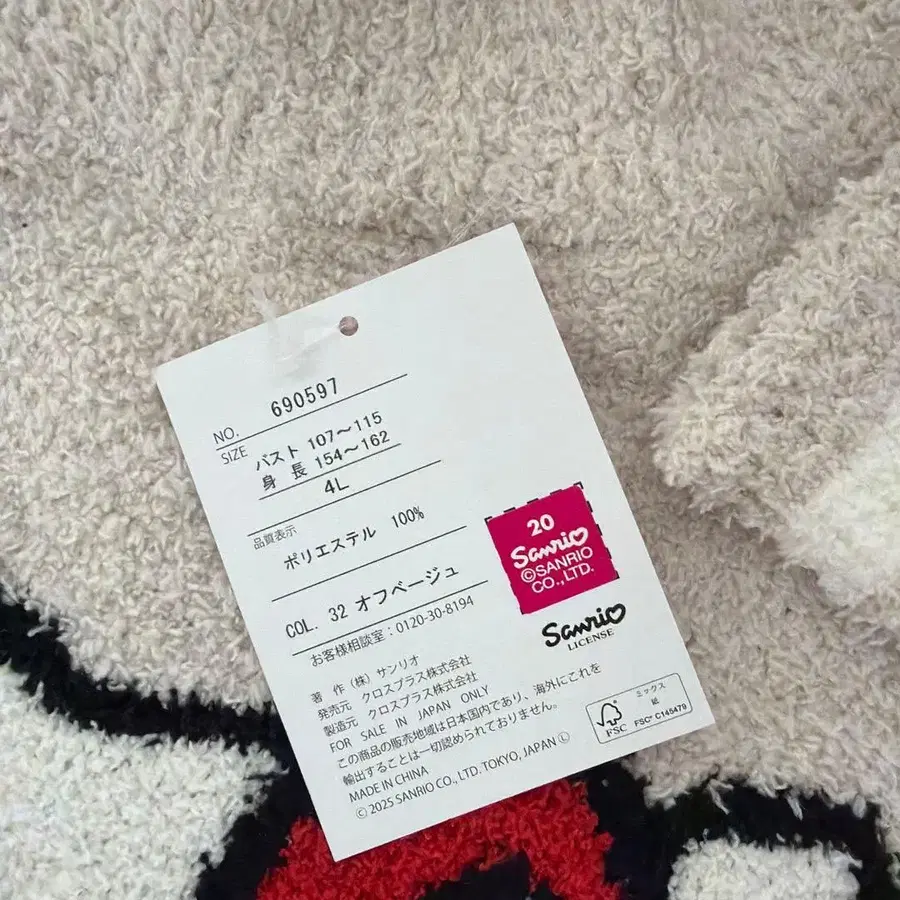 NO. 690597
SIZE バスト 107～115
身 長 154～162
4L
品質表示
ポリエステル 100%
COL. 32 オフベージュ
お客様相談室：0120-30-8194
著 作 (株) サンリオ
発売元 クロスプラス株式会社
製造元 クロスプラス株式会社
FOR SALE IN JAPAN ONLY
この商品の販売地域は日本国内であり、海外にこれを
輸出することは一切認められておりません。
MADE IN CHINA
© 2025 SANRIO CO., LTD. TOKYO, JAPAN Ⓛ
20
Sanrio
©SANRIO
CO., LTD.
Sanrio
LICENSE
FSC
ミックス
紙
FSC® C145479